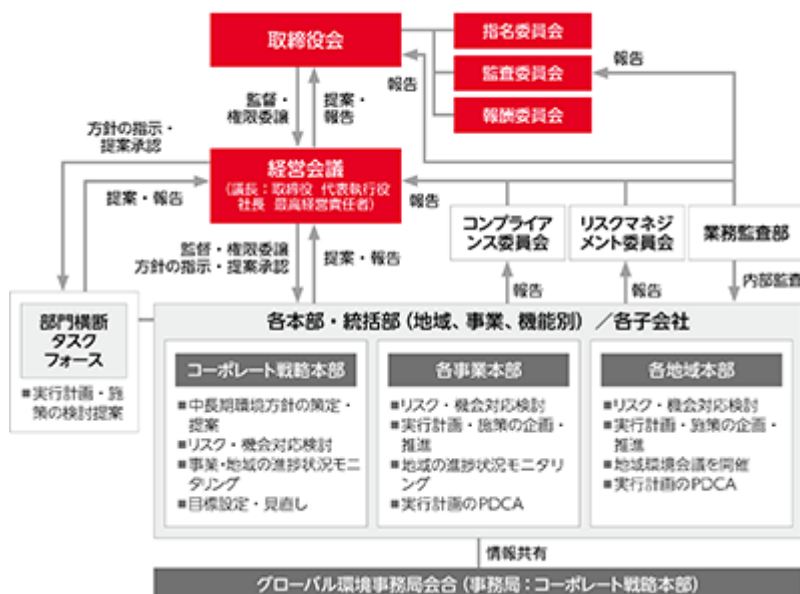 取締役会
指名委員会
監査委員会
報酬委員会
報告
報告
監督・
権限委譲
提案・
報告
方針の指示・
提案承認
経営会議
(議長:取締役 代表執行役
社長 最高経営責任者)
提案・報告
報告
コンプライ
アンス委員会
リスクマネジ
メント委員会
業務監査部
監督・権限委譲
方針の指示・提案承認
提案・報告
報告
報告
内部監査
部門横断
タスク
フォース
■実行計画・施
策の検討提案
各本部・統括部(地域、事業、機能別)/各子会社
コーポレート戦略本部
■中長期環境方針の策定・
提案
■リスク・機会対応検討
■事業・地域の進捗状況モニ
タリング
■目標設定・見直し
各事業本部
■リスク・機会対応検討
■実行計画・施策の企画・
推進
■地域の進捗状況モニタリ
ング
■実行計画のPDCA
各地域本部
■リスク・機会対応検討
■実行計画・施策の企画・
推進
■地域環境会議を開催
■実行計画のPDCA
情報共有
グローバル環境事務局会合(事務局:コーポレート戦略本部)